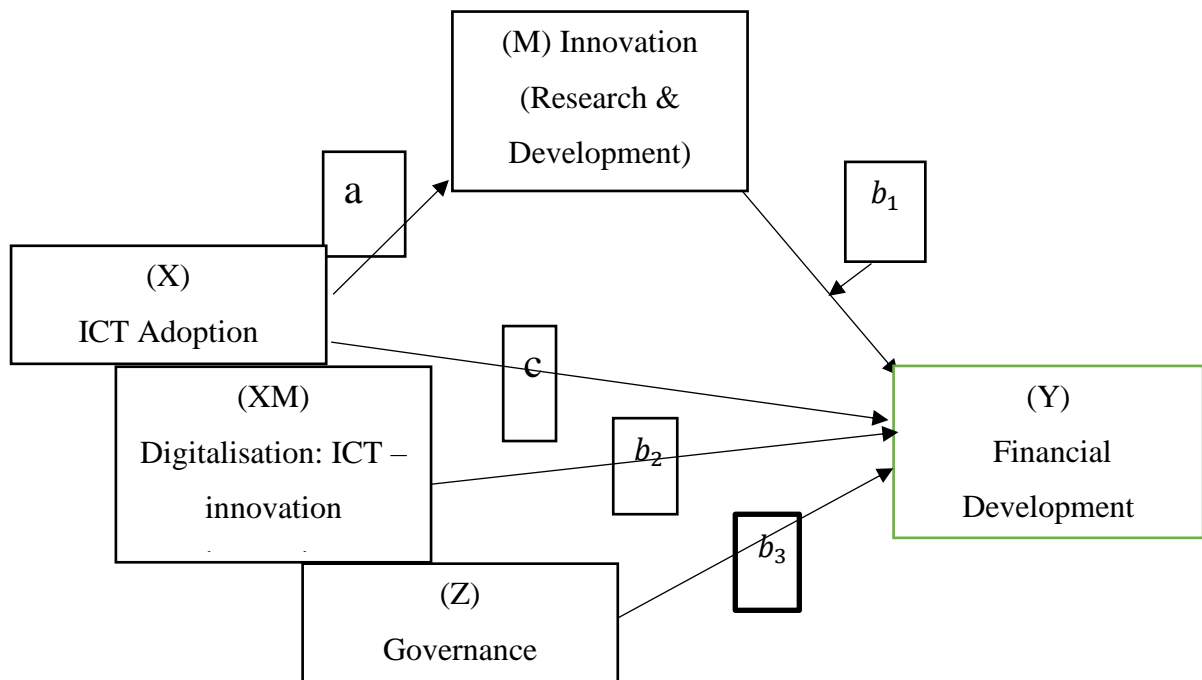 (M) Innovation
(Research &
Development)
a
b₁
(X)
ICT Adoption
c
(XM)
Digitalisation: ICT –
innovation
b₂
(Y)
Financial
Development
b₃
(Z)
Governance